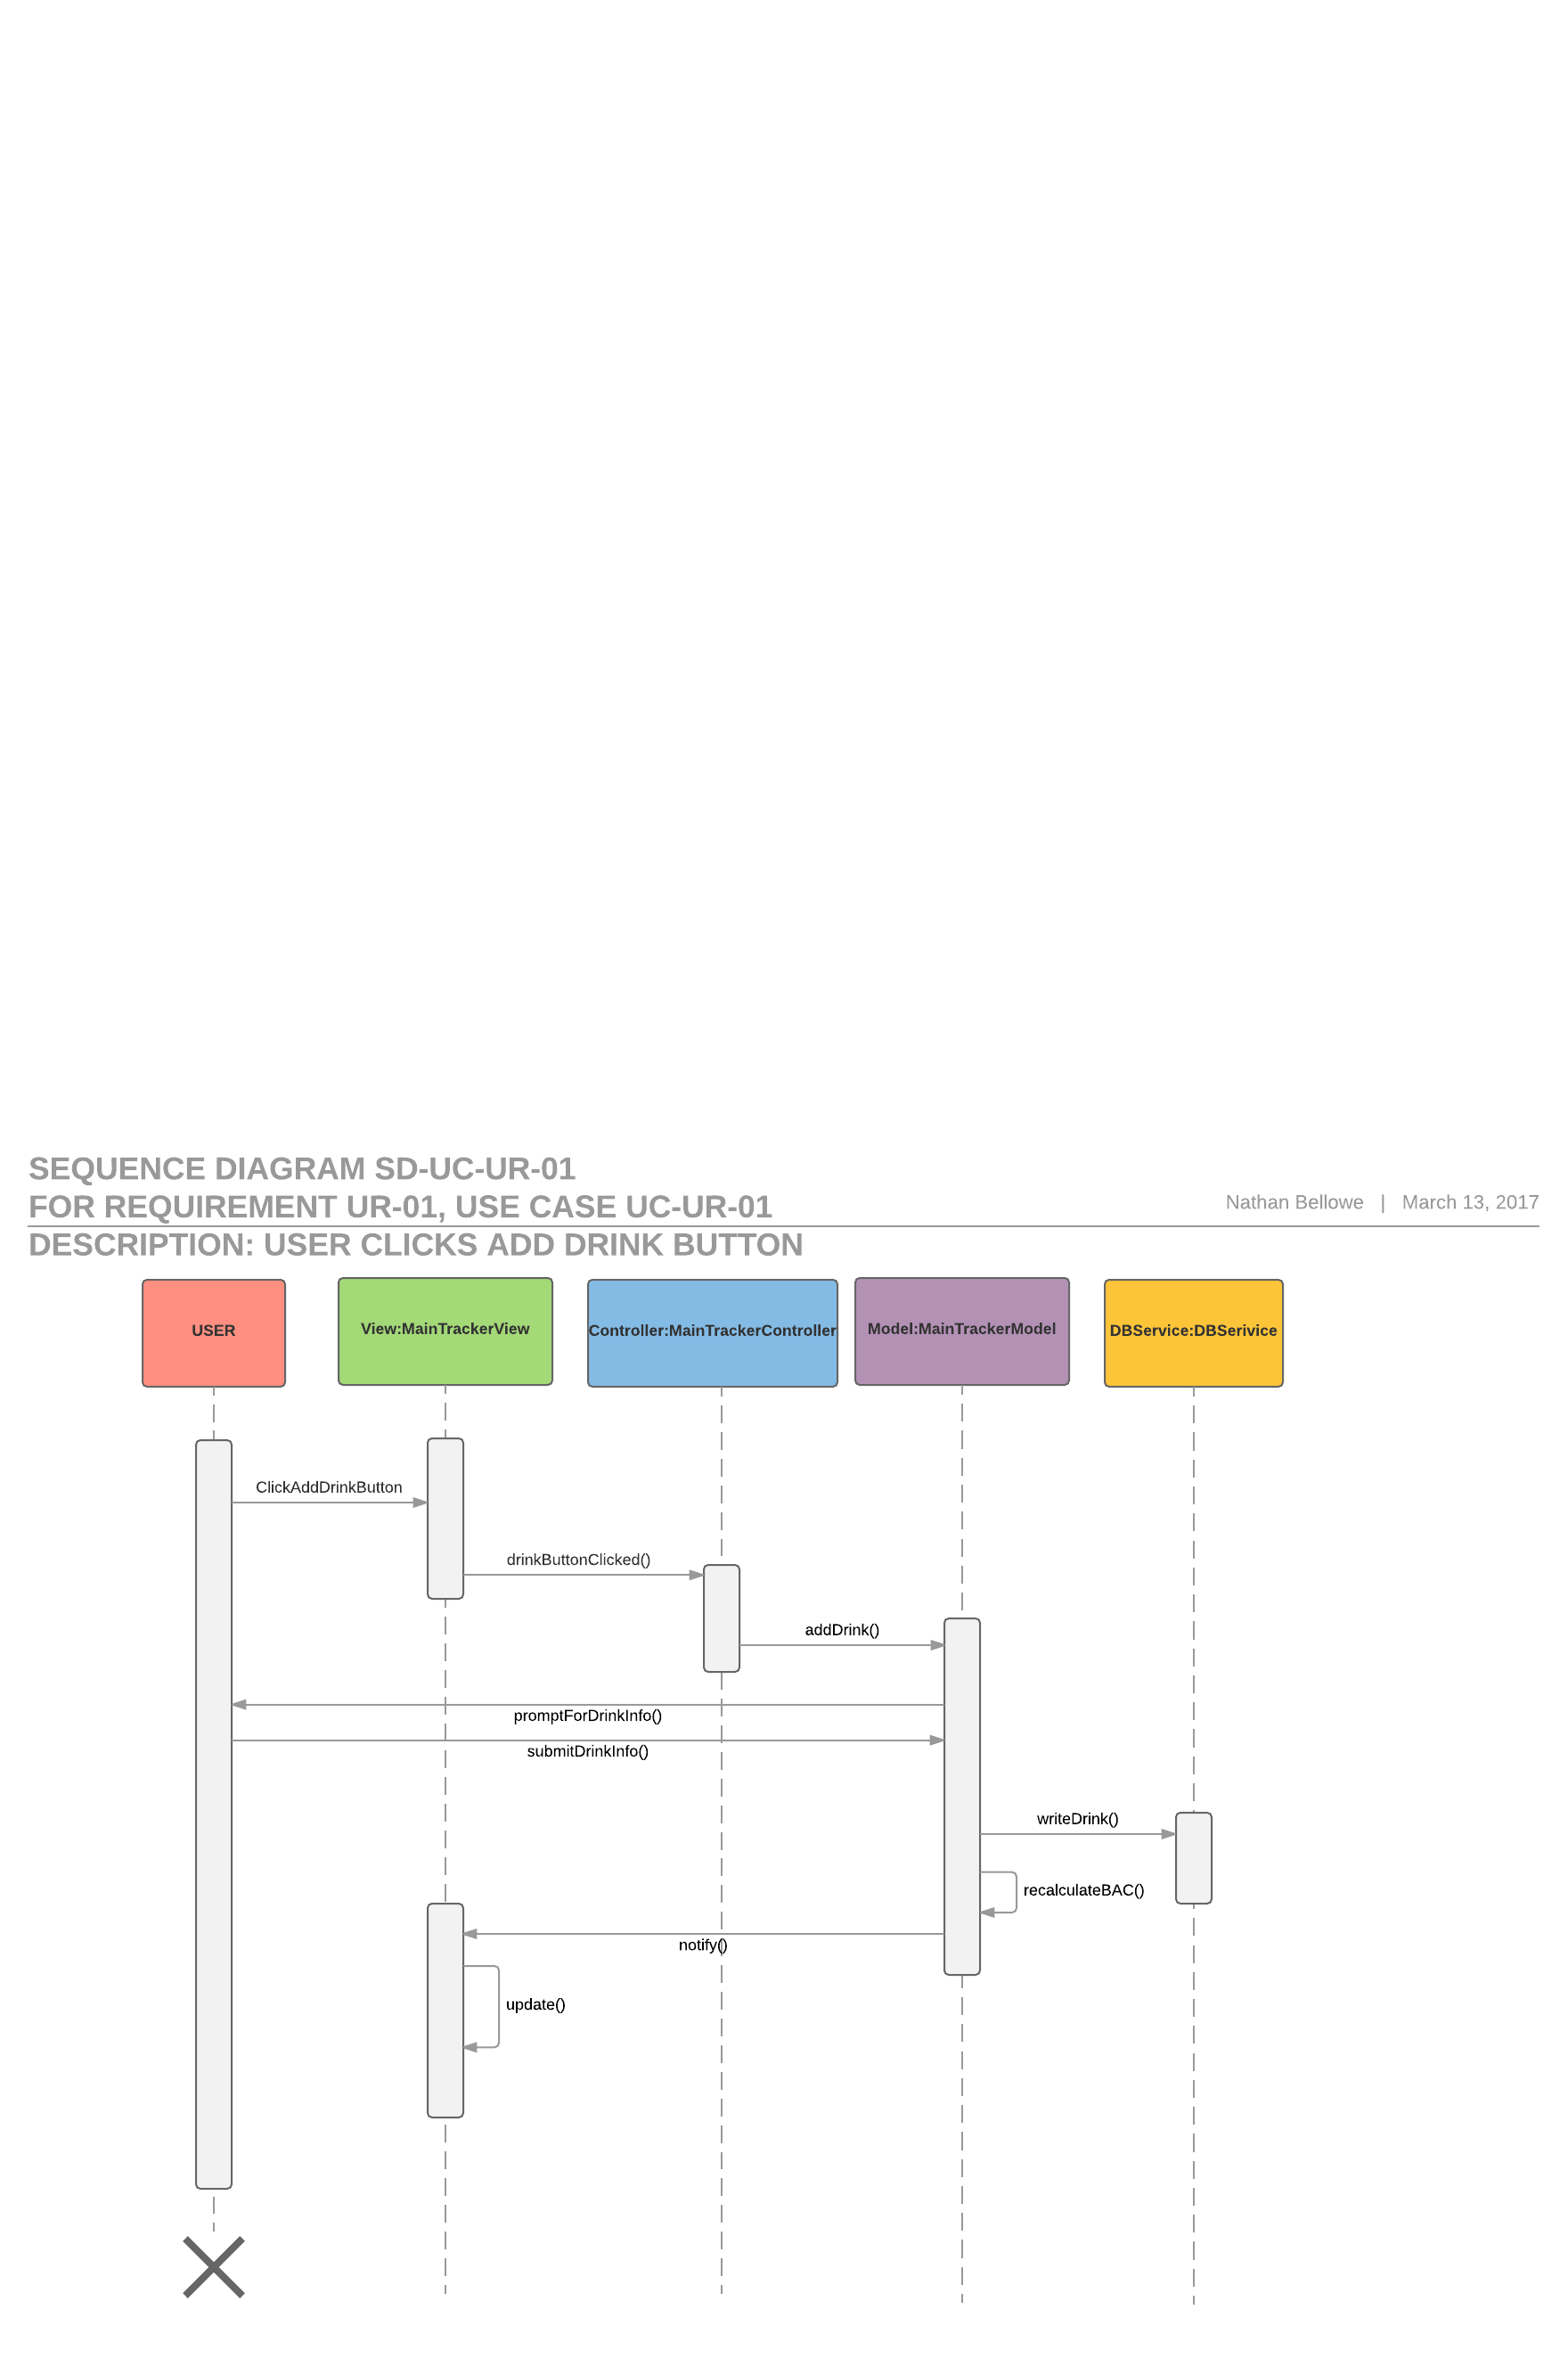 SEQUENCE DIAGRAM SD-UC-UR-01
FOR REQUIREMENT UR-01, USE CASE UC-UR-01
Nathan Bellowe | March 13, 2017
DESCRIPTION: USER CLICKS ADD DRINK BUTTON
USER
View:MainTrackerView
Controller:MainTrackerController
Model:MainTrackerModel
DBService:DBSerivice
ClickAddDrinkButton
drinkButtonClicked()
addDrink()
promptForDrinkInfo()
submitDrinkInfo()
writeDrink()
recalculateBAC()
notify()
update()